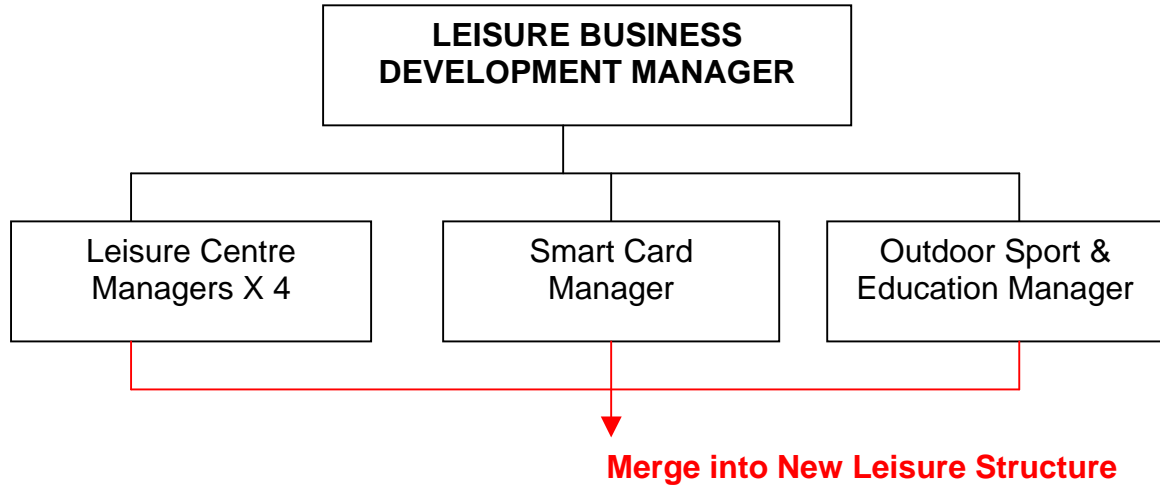 LEISURE BUSINESS
DEVELOPMENT MANAGER
Leisure Centre
Managers X 4
Smart Card
Manager
Outdoor Sport &
Education Manager
Merge into New Leisure Structure